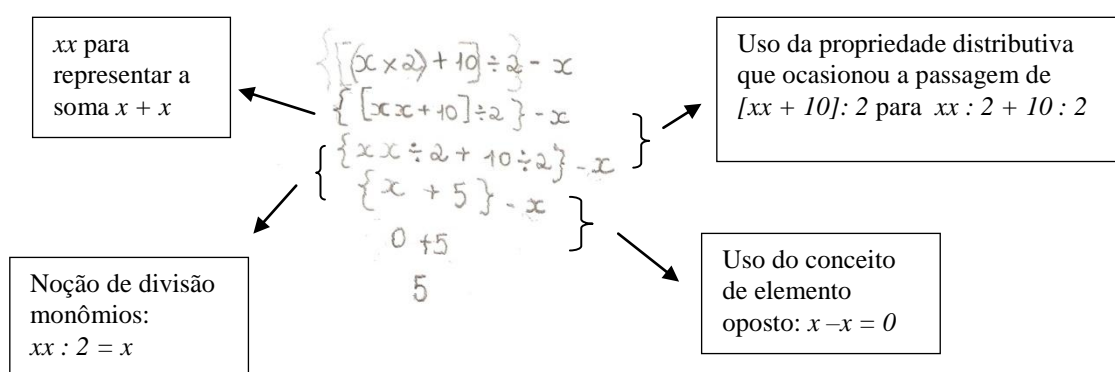 xx para
representar a
soma x + x
{[(x × 2) + 10] ÷ 2} - x
{[xx + 10] ÷ 2} - x
{xx ÷ 2 + 10 ÷ 2} - x
{x + 5} - x
0 + 5
5
Uso da propriedade distributiva
que ocasionou a passagem de
[xx + 10]: 2 para xx : 2 + 10 : 2
Noção de divisão
monômios:
xx : 2 = x
Uso do conceito
de elemento
oposto: x –x = 0